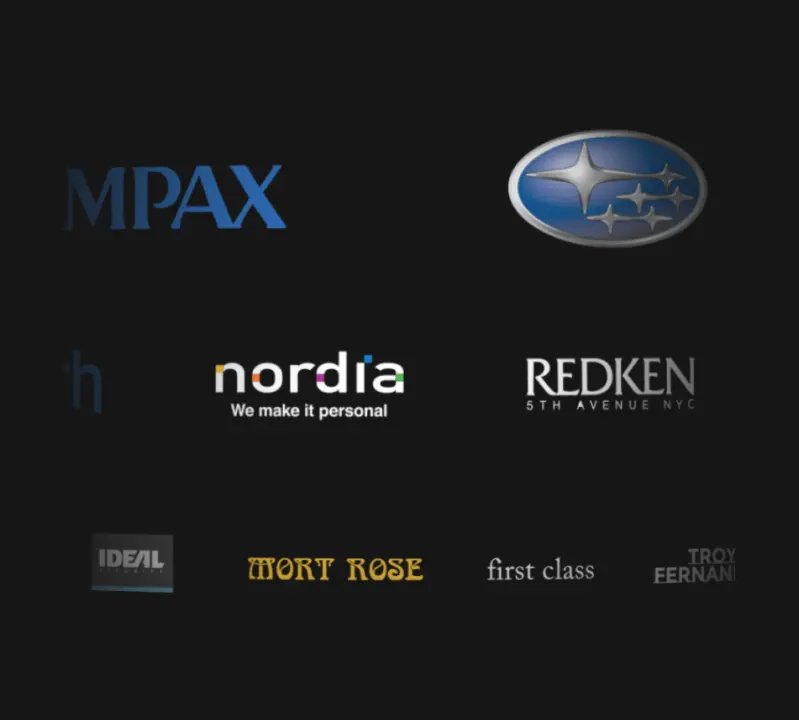 MPAX
h
nordia
We make it personal
REDKEN
5TH AVENUE NYC
IDEAL
MORT ROSE
first class
TROY
FERNAN